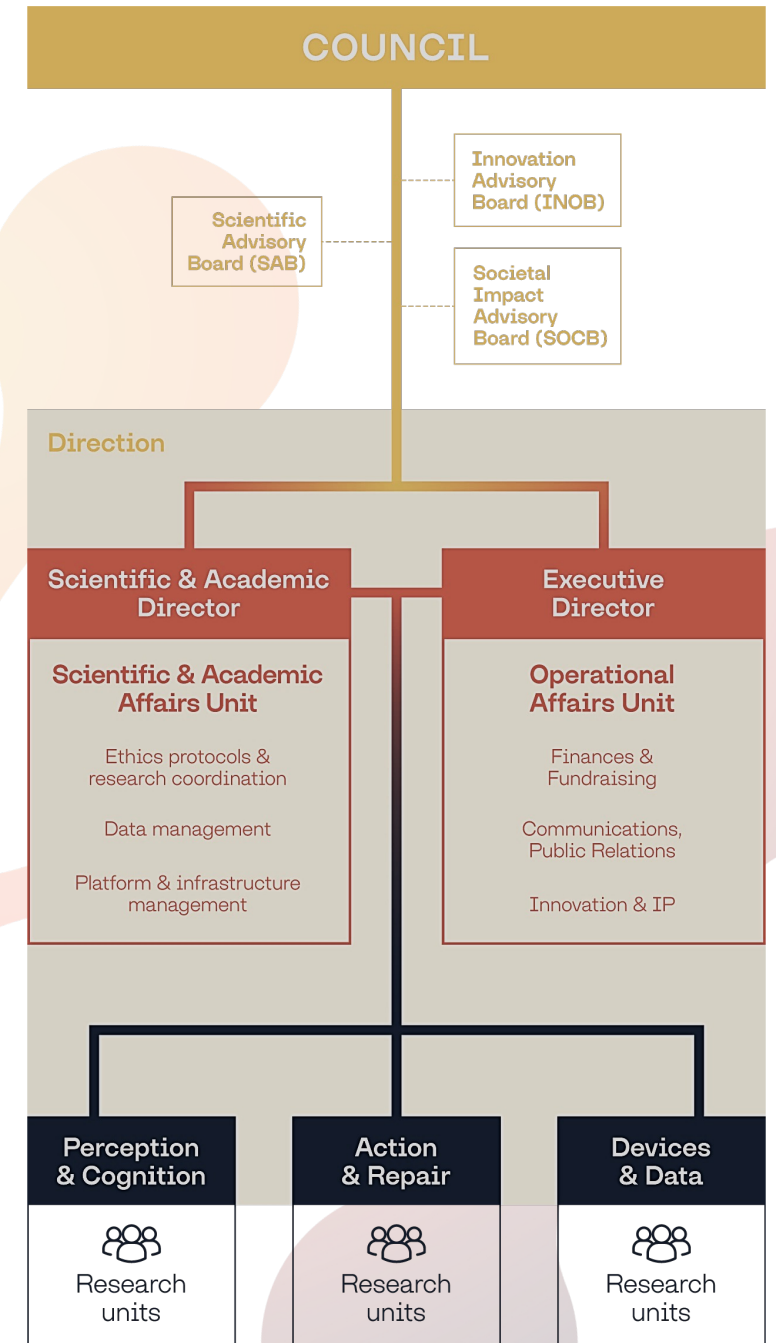 COUNCIL
Innovation
Advisory
Board (INOB)
Scientific
Advisory
Board (SAB)
Societal
Impact
Advisory
Board (SOCB)
Direction
Scientific & Academic
Director
Executive
Director
Scientific & Academic
Affairs Unit
Ethics protocols &
research coordination
Data management
Platform & infrastructure
management
Operational
Affairs Unit
Finances &
Fundraising
Communications,
Public Relations
Innovation & IP
Perception
& Cognition
Research
units
Action
& Repair
Research
units
Devices
& Data
Research
units